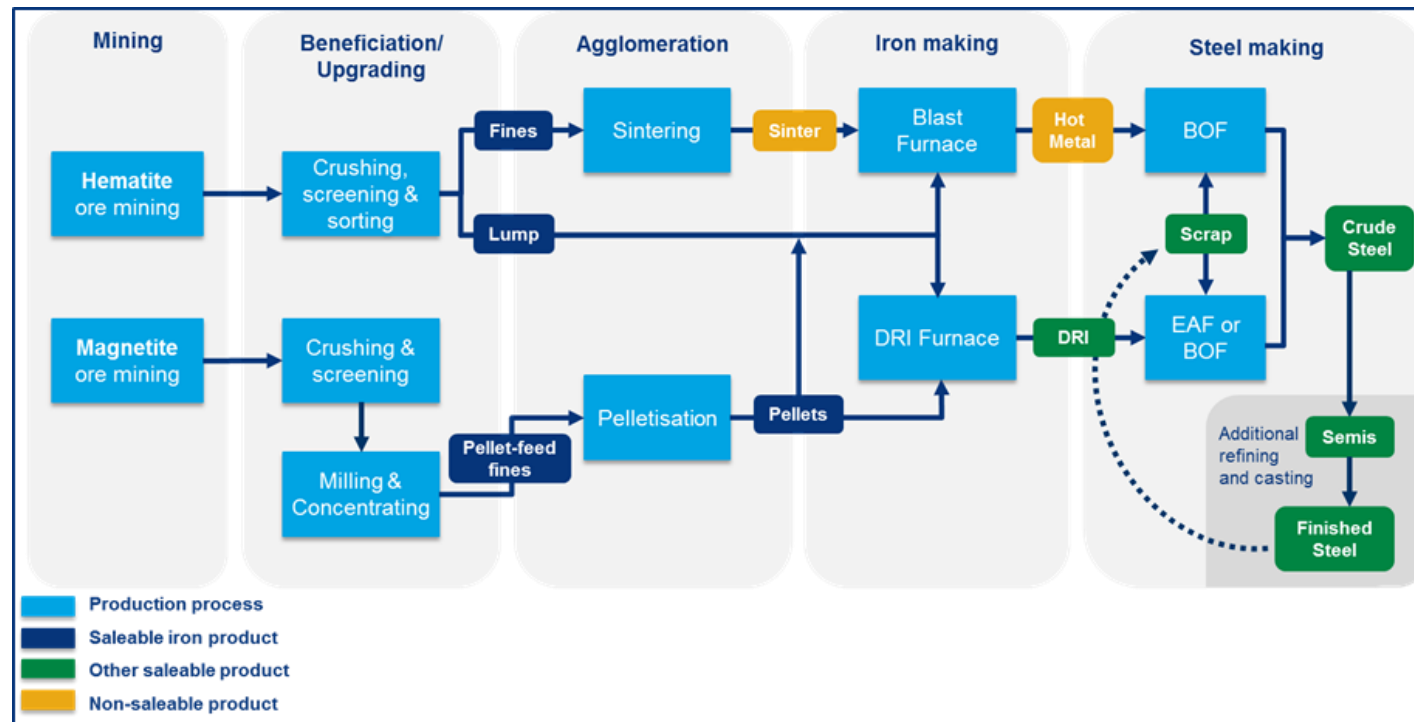 Mining
Beneficiation/
Upgrading
Agglomeration
Iron making
Steel making
Hematite
ore mining
Crushing,
screening &
sorting
Fines
Lump
Sintering
Sinter
Blast
Furnace
Hot
Metal
BOF
Scrap
Crude
Steel
Magnetite
ore mining
Crushing &
screening
Milling &
Concentrating
Pellet-feed
fines
Pelletisation
Pellets
DRI Furnace
DRI
EAF or
BOF
Additional
refining
and casting
Semis
Finished
Steel
Production process
Saleable iron product
Other saleable product
Non-saleable product